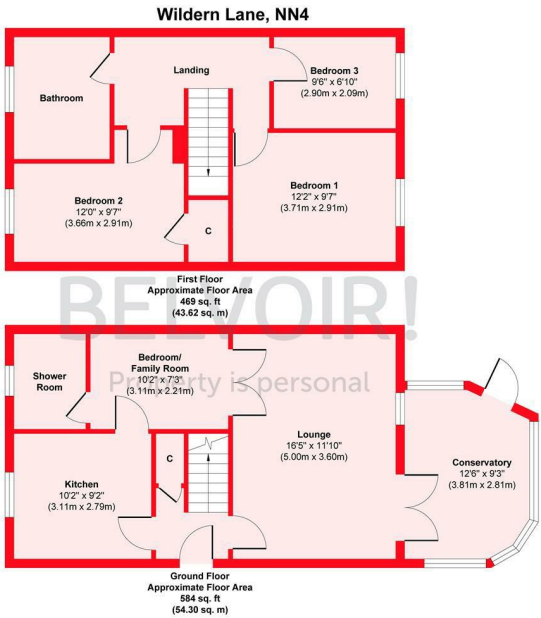 Wildern Lane, NN4
Landing
Bedroom 3
9'6" x 6'10"
(2.90m x 2.09m)
Bathroom
Bedroom 2
12'0" x 9'7"
(3.66m x 2.91m)
Bedroom 1
12'2" x 9'7"
(3.71m x 2.91m)
C
First Floor
Approximate Floor Area
469 sq. ft
(43.62 sq. m)
BELVOIR!
Property is personal
Shower
Room
Bedroom/
Family Room
10'2" x 7'3"
(3.11m x 2.21m)
Lounge
16'5" x 11'10"
(5.00m x 3.60m)
C
Kitchen
10'2" x 9'2"
(3.11m x 2.79m)
Conservatory
12'6" x 9'3"
(3.81m x 2.81m)
Ground Floor
Approximate Floor Area
584 sq. ft
(54.30 sq. m)